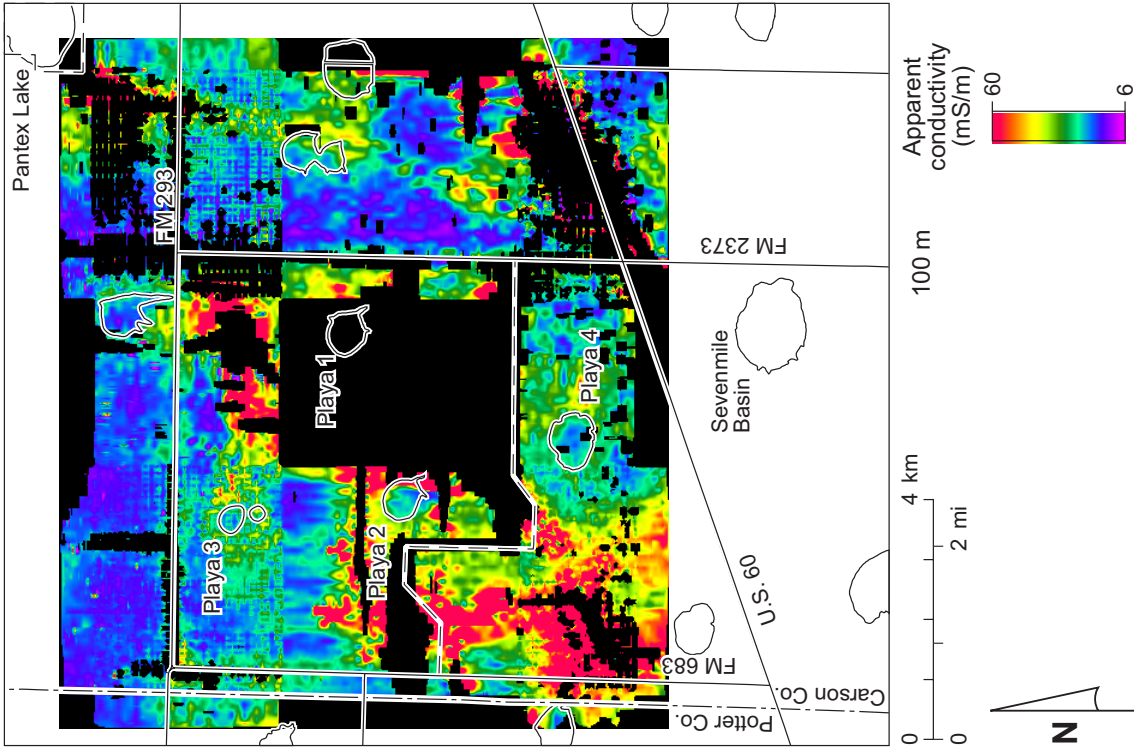 Pantex Lake
FM 293
Playa 1
Playa 3
Playa 2
Playa 4
FM 2373
Sevenmile
Basin
U.S. 60
FM 683
Carson Co.
Potter Co.
Apparent
conductivity
(mS/m)
60
6
100 m
0 4 km
0 2 mi
N